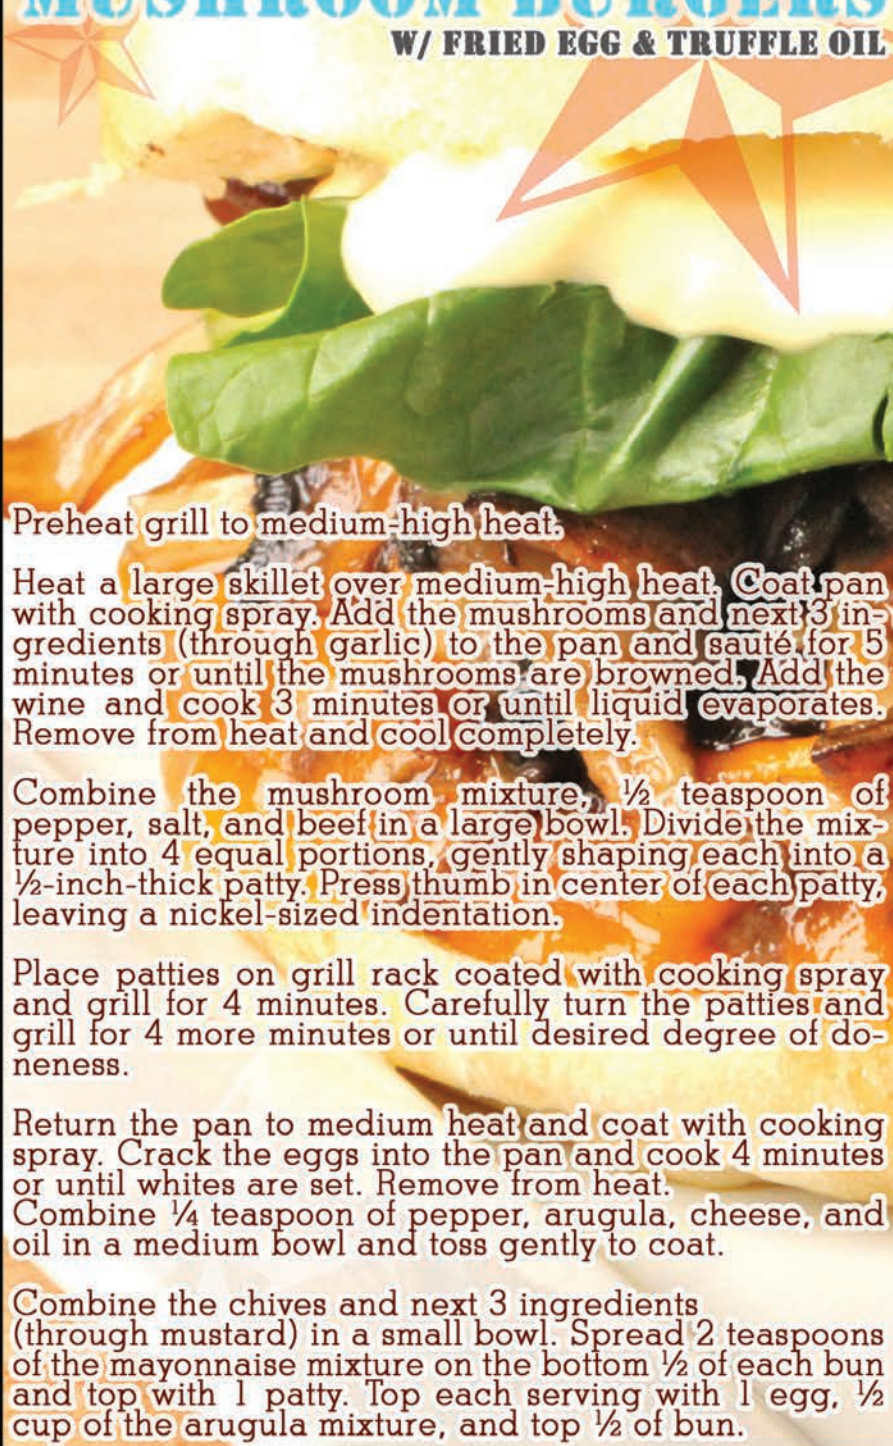 MUSHROOM BURGERS
W/ FRIED EGG & TRUFFLE OIL
Preheat grill to medium-high heat.
Heat a large skillet over medium-high heat. Coat pan
with cooking spray. Add the mushrooms and next 3 in-
gredients (through garlic) to the pan and sauté for 5
minutes or until the mushrooms are browned. Add the
wine and cook 3 minutes or until liquid evaporates.
Remove from heat and cool completely.
Combine the mushroom mixture, ½ teaspoon of
pepper, salt, and beef in a large bowl. Divide the mix-
ture into 4 equal portions, gently shaping each into a
½-inch-thick patty. Press thumb in center of each patty,
leaving a nickel-sized indentation.
Place patties on grill rack coated with cooking spray
and grill for 4 minutes. Carefully turn the patties and
grill for 4 more minutes or until desired degree of do-
neness.
Return the pan to medium heat and coat with cooking
spray. Crack the eggs into the pan and cook 4 minutes
or until whites are set. Remove from heat.
Combine ¼ teaspoon of pepper, arugula, cheese, and
oil in a medium bowl and toss gently to coat.
Combine the chives and next 3 ingredients
(through mustard) in a small bowl. Spread 2 teaspoons
of the mayonnaise mixture on the bottom ½ of each bun
and top with 1 patty. Top each serving with 1 egg, ½
cup of the arugula mixture, and top ½ of bun.